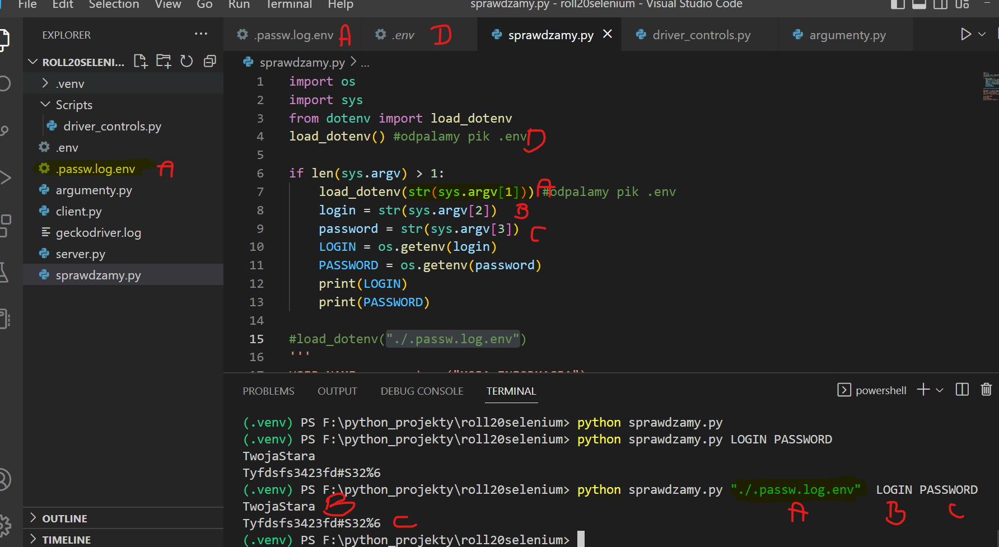 File Edit Selection View Go Run Terminal Help sprawdzamy.py - roll20selenium - Visual Studio Code
EXPLORER ...
ROLL20SELENI...
.venv
Scripts
driver_controls.py
.env
.passw.log.env A
argumenty.py
client.py
geckodriver.log
server.py
sprawdzamy.py
OUTLINE
TIMELINE
.passw.log.env A .env D sprawdzamy.py driver_controls.py argumenty.py
sprawdzamy.py > ...
1 import os
2 import sys
3 from dotenv import load_dotenv
4 load_dotenv() #odpalamy pik .env D
5
6 if len(sys.argv) > 1:
7 load_dotenv(str(sys.argv[1])) A #odpalamy pik .env
8 login = str(sys.argv[2]) B
9 password = str(sys.argv[3]) C
10 LOGIN = os.getenv(login)
11 PASSWORD = os.getenv(password)
12 print(LOGIN)
13 print(PASSWORD)
14
15 #load_dotenv("./.passw.log.env")
16 '''
PROBLEMS OUTPUT DEBUG CONSOLE TERMINAL powershell
(.venv) PS F:\python_projekty\roll20selenium> python sprawdzamy.py
(.venv) PS F:\python_projekty\roll20selenium> python sprawdzamy.py LOGIN PASSWORD
TwojaStara
Tyfdsfs3423fd#S32%6
(.venv) PS F:\python_projekty\roll20selenium> python sprawdzamy.py "./.passw.log.env" LOGIN PASSWORD
TwojaStara B A B C
Tyfdsfs3423fd#S32%6 C
(.venv) PS F:\python_projekty\roll20selenium>